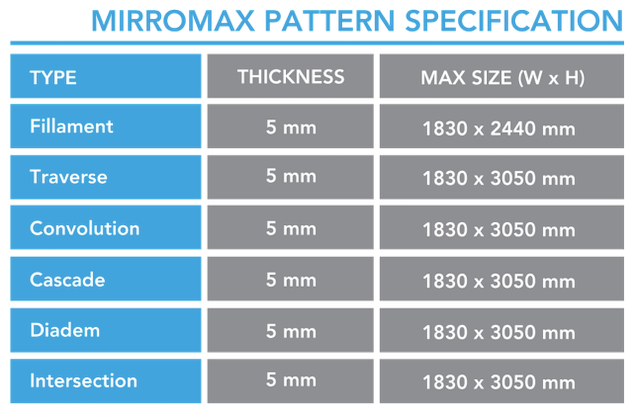 MIRROMAX PATTERN SPECIFICATION
TYPE THICKNESS MAX SIZE (W x H)
Fillament 5 mm 1830 x 2440 mm
Traverse 5 mm 1830 x 3050 mm
Convolution 5 mm 1830 x 3050 mm
Cascade 5 mm 1830 x 3050 mm
Diadem 5 mm 1830 x 3050 mm
Intersection 5 mm 1830 x 3050 mm